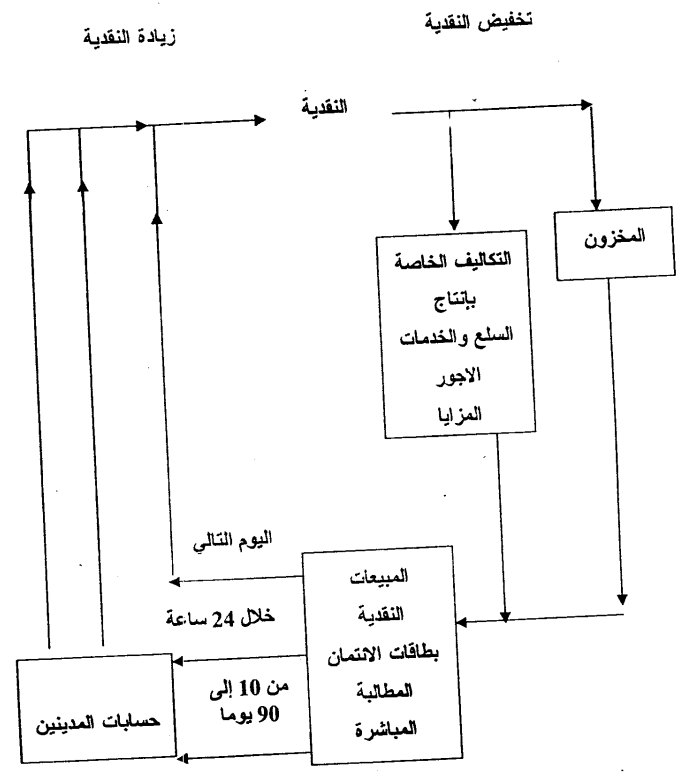 تخفيض النقدية
زيادة النقدية
النقدية
المخزون
التكاليف الخاصة
بإنتاج
السلع والخدمات
الاجور
المزايا
اليوم التالي
المبيعات
النقدية
بطاقات الائتمان
المطالبة
المباشرة
خلال 24 ساعة
من 10 إلى
90 يوما
حسابات المدينين